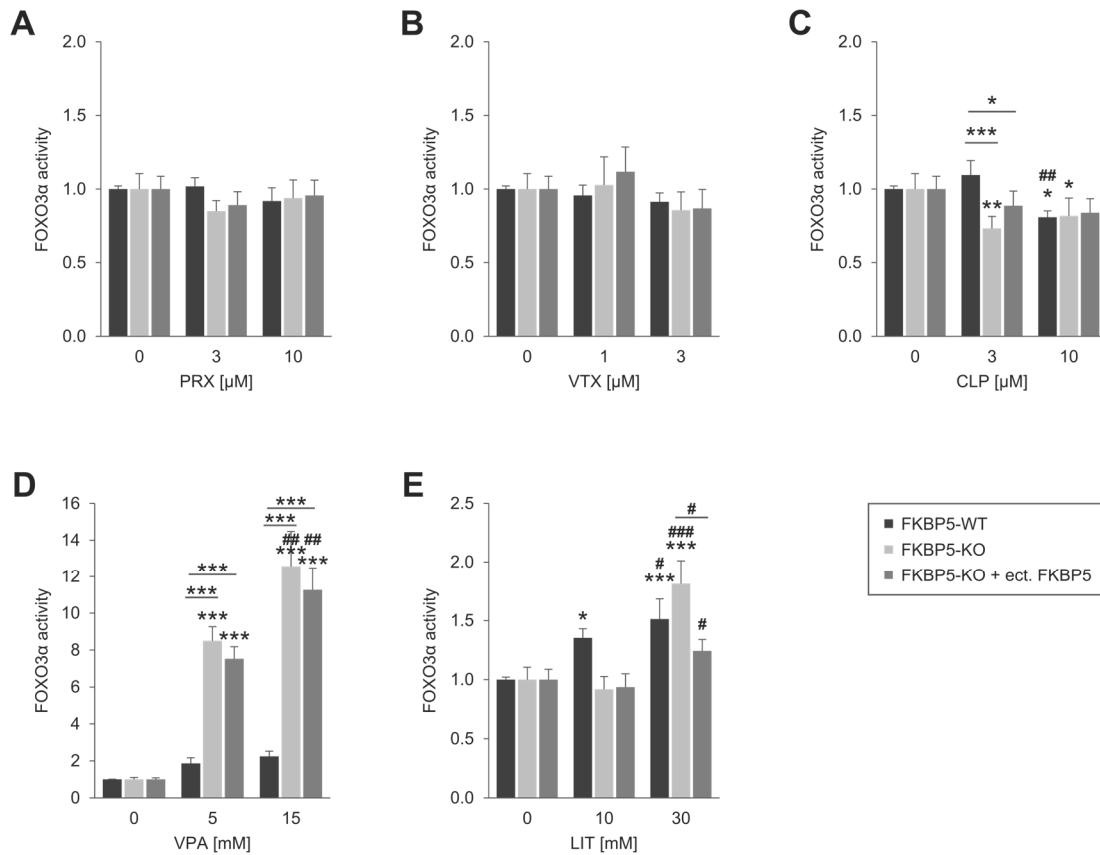 A
FOXO3α activity
2.0
1.5
1.0
0.5
0.0
0 3 10
PRX [µM]
B
FOXO3α activity
2.0
1.5
1.0
0.5
0.0
0 1 3
VTX [µM]
C
FOXO3α activity
2.0
1.5
1.0
0.5
0.0
*
***
**
##
*
*
0 3 10
CLP [µM]
D
FOXO3α activity
16
14
12
10
8
6
4
2
0
***
***
***
***
***
***
## ##
***
***
0 5 15
VPA [mM]
E
FOXO3α activity
2.5
2.0
1.5
1.0
0.5
0.0
*
#
***
#
###
***
#
0 10 30
LIT [mM]
FKBP5-WT
FKBP5-KO
FKBP5-KO + ect. FKBP5